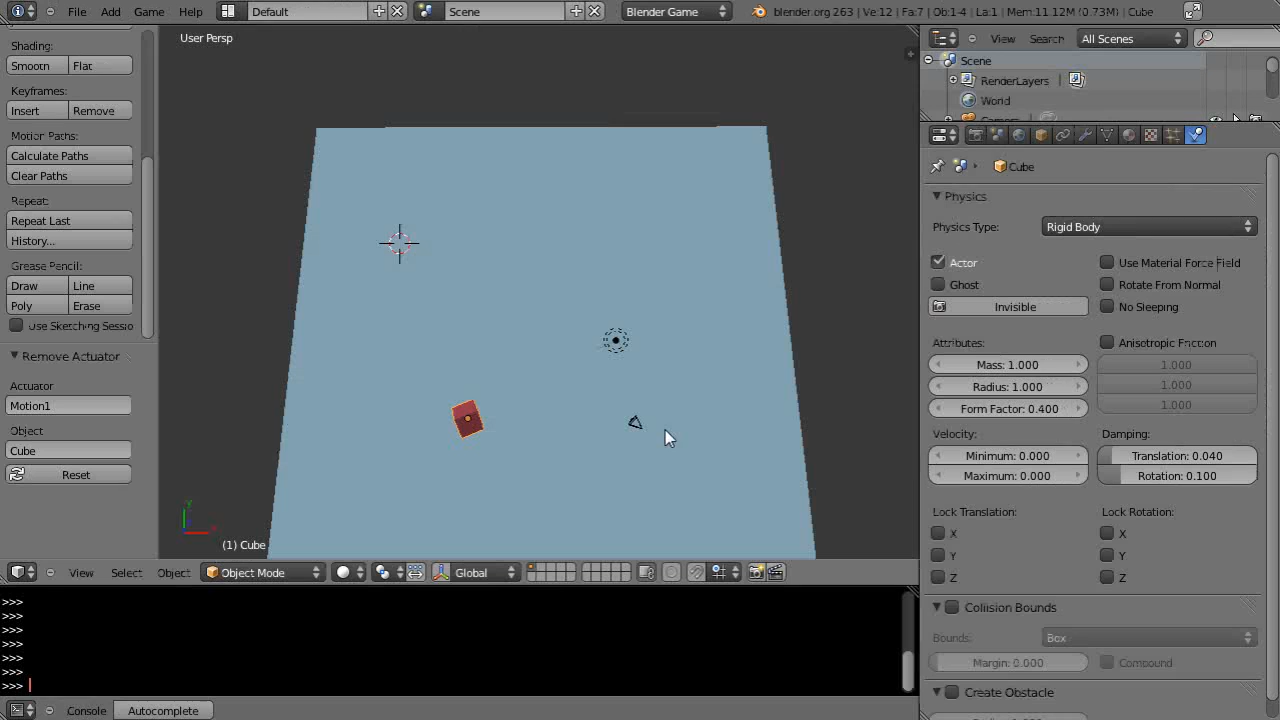 File Add Game Help Default Scene Blender Game blender.org 263 | Ve:12 | Fa:7 | Ob:1-4 | La:1 | Mem:11.12M (0.73M) | Cube
User Persp
View Search All Scenes
Scene
RenderLayers
World
Shading:
Smooth Flat
Keyframes:
Insert Remove
Motion Paths:
Calculate Paths
Clear Paths
Repeat:
Repeat Last
History...
Grease Pencil:
Draw Line
Poly Erase
Use Sketching Sessio
Remove Actuator
Actuator
Motion1
Object
Cube
Reset
(1) Cube
View Select Object Object Mode Global
>>>
>>>
>>>
>>>
>>>
>>>
>>>
Console Autocomplete
Cube
Physics
Physics Type: Rigid Body
Actor Use Material Force Field
Ghost Rotate From Normal
Invisible No Sleeping
Attributes: Anisotropic Friction
Mass: 1.000 1.000
Radius: 1.000 1.000
Form Factor: 0.400 1.000
Velocity: Damping:
Minimum: 0.000 Translation: 0.040
Maximum: 0.000 Rotation: 0.100
Lock Translation: Lock Rotation:
X X
Y Y
Z Z
Collision Bounds
Bounds: Box
Margin: 0.000 Compound
Create Obstacle